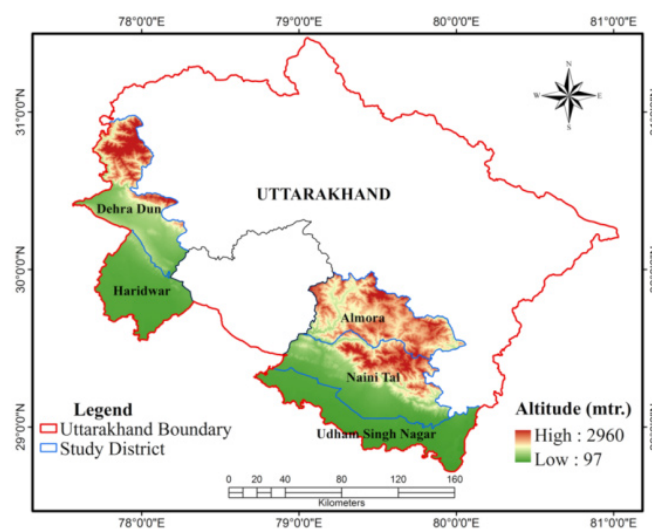 78°0'0"E 79°0'0"E 80°0'0"E 81°0'0"E
N
W E
S
31°0'0"N
UTTARAKHAND
Dehra Dun
30°0'0"N 30°0'0"N
Haridwar
Almora
Naini Tal
Legend
Uttarakhand Boundary
Study District
29°0'0"N
Udham Singh Nagar
Altitude (mtr.)
High : 2960
Low : 97
0 10 20 40 80 120 160
Kilometers
78°0'0"E 79°0'0"E 80°0'0"E 81°0'0"E